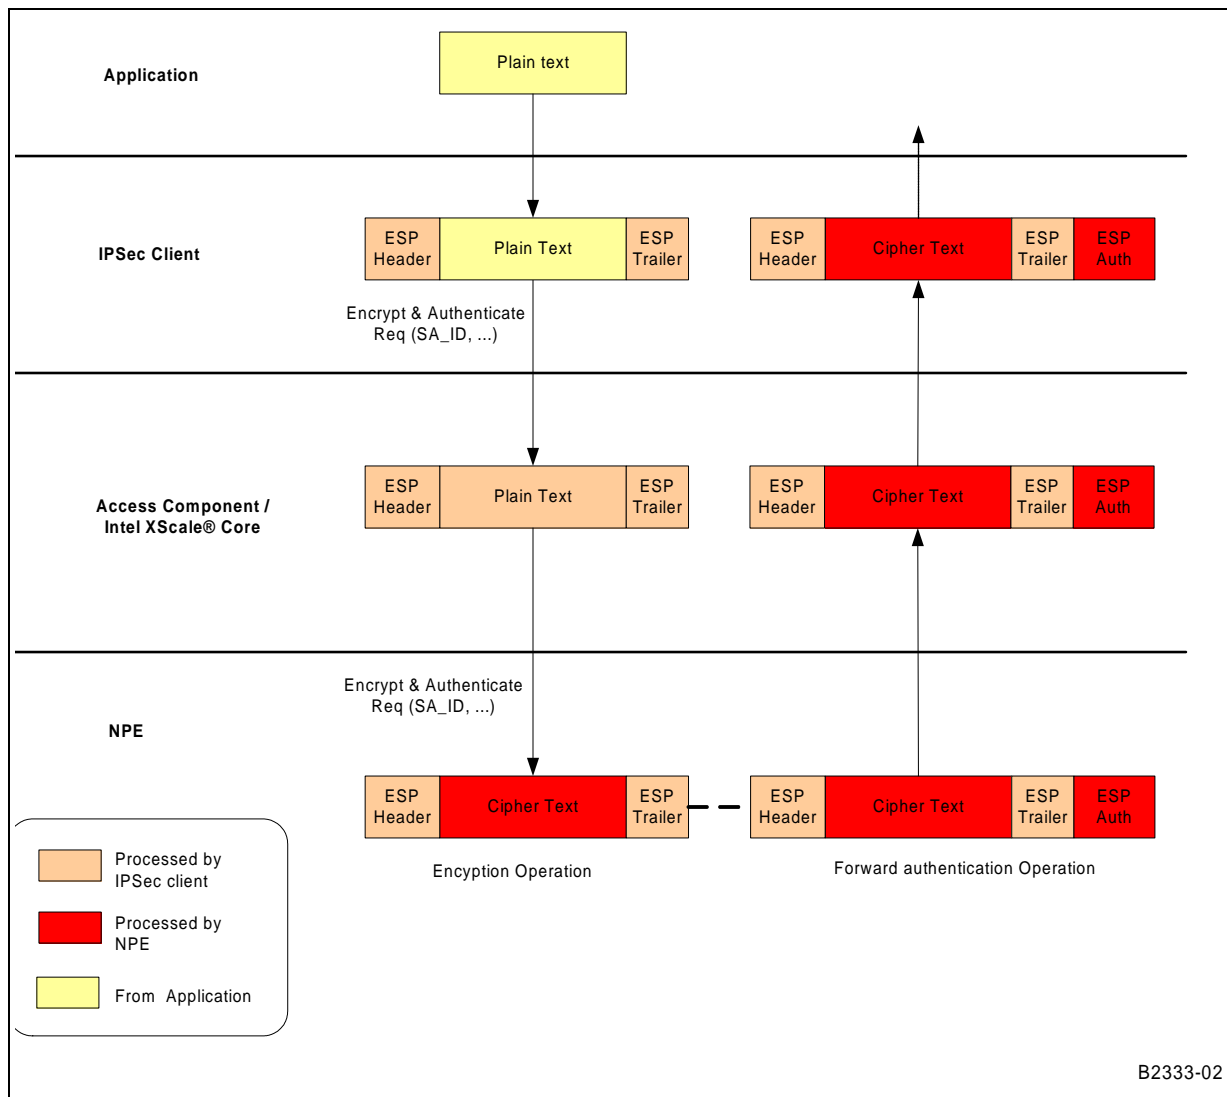 Application
Plain text
IPSec Client
ESP
Header
Plain Text
ESP
Trailer
ESP
Header
Cipher Text
ESP
Trailer
ESP
Auth
Encrypt & Authenticate
Req (SA_ID, ...)
Access Component /
Intel XScale® Core
ESP
Header
Plain Text
ESP
Trailer
ESP
Header
Cipher Text
ESP
Trailer
ESP
Auth
NPE
Encrypt & Authenticate
Req (SA_ID, ...)
ESP
Header
Cipher Text
ESP
Trailer
ESP
Header
Cipher Text
ESP
Trailer
ESP
Auth
Encyption Operation
Forward authentication Operation
Processed by
IPSec client
Processed by
NPE
From Application
B2333-02